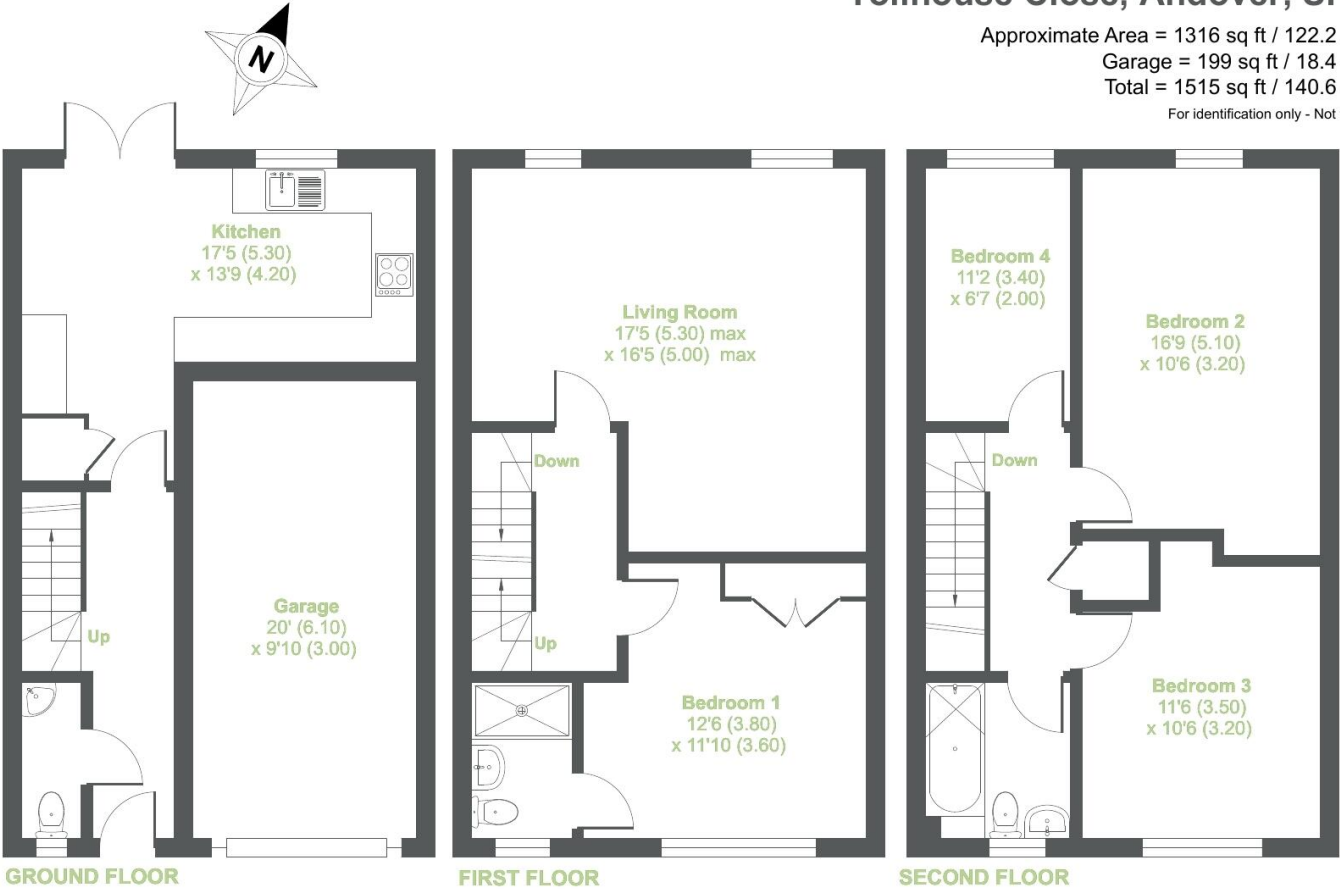 Tollhouse Close, Andover, SP
Approximate Area = 1316 sq ft / 122.2
Garage = 199 sq ft / 18.4
Total = 1515 sq ft / 140.6
For identification only - Not
N
Kitchen
17'5 (5.30)
x 13'9 (4.20)
Garage
20' (6.10)
x 9'10 (3.00)
Up
GROUND FLOOR
Living Room
17'5 (5.30) max
x 16'5 (5.00) max
Down
Up
Bedroom 1
12'6 (3.80)
x 11'10 (3.60)
FIRST FLOOR
Bedroom 4
11'2 (3.40)
x 6'7 (2.00)
Bedroom 2
16'9 (5.10)
x 10'6 (3.20)
Down
Bedroom 3
11'6 (3.50)
x 10'6 (3.20)
SECOND FLOOR